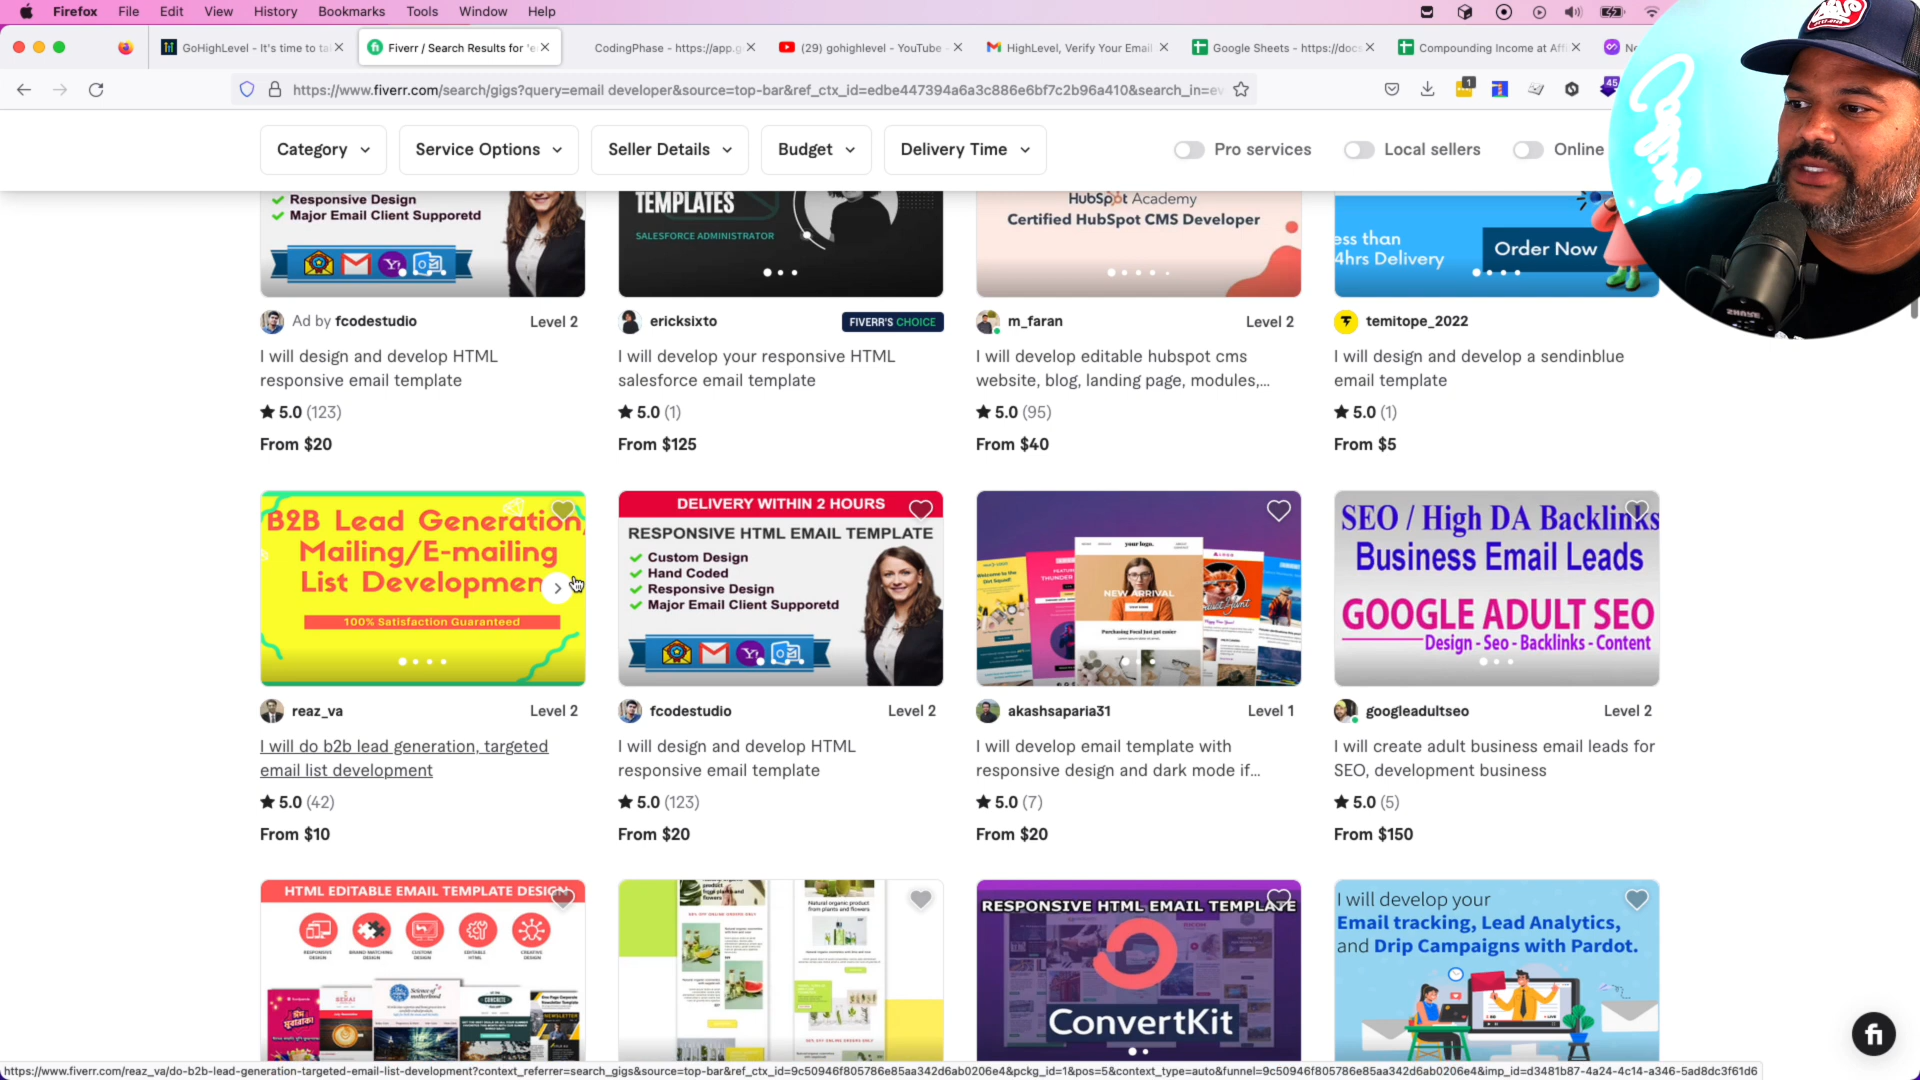 Firefox File Edit View History Bookmarks Tools Window Help
GoHighLevel - It's time to ta
Fiverr / Search Results for 'e
CodingPhase - https://app.g
(29) gohighlevel - YouTube -
HighLevel, Verify Your Email
Google Sheets - https://docs
Compounding Income at Affi
https://www.fiverr.com/search/gigs?query=email developer&source=top-bar&ref_ctx_id=edbe447394a6a3c886e6bf7c2b96a410&search_in=ev
1
45
Category
Service Options
Seller Details
Budget
Delivery Time
Pro services
Local sellers
Online
Responsive Design
Major Email Client Supporetd
TEMPLATES
SALESFORCE ADMINISTRATOR
HubSpot Academy
Certified HubSpot CMS Developer
ess than
4hrs Delivery
Order Now
Ad by fcodestudio
Level 2
ericksixto
FIVERR'S CHOICE
m_faran
Level 2
temitope_2022
I will design and develop HTML
responsive email template
I will develop your responsive HTML
salesforce email template
I will develop editable hubspot cms
website, blog, landing page, modules,...
I will design and develop a sendinblue
email template
5.0 (123)
5.0 (1)
5.0 (95)
5.0 (1)
From $20
From $125
From $40
From $5
B2B Lead Generation,
Mailing/E-mailing
List Development
100% Satisfaction Guaranteed
DELIVERY WITHIN 2 HOURS
RESPONSIVE HTML EMAIL TEMPLATE
Custom Design
Hand Coded
Responsive Design
Major Email Client Supporetd
your logo.
NEW ARRIVAL
Purchasing Food just got easier
SEO / High DA Backlinks
Business Email Leads
GOOGLE ADULT SEO
Design - Seo - Backlinks - Content
reaz_va
Level 2
fcodestudio
Level 2
akashsaparia31
Level 1
googleadultseo
Level 2
I will do b2b lead generation, targeted
email list development
I will design and develop HTML
responsive email template
I will develop email template with
responsive design and dark mode if...
I will create adult business email leads for
SEO, development business
5.0 (42)
5.0 (123)
5.0 (7)
5.0 (5)
From $10
From $20
From $20
From $150
HTML EDITABLE EMAIL TEMPLATE DESIGN
RESPONSIVE HTML EMAIL TEMPLATE
ConvertKit
I will develop your
Email tracking, Lead Analytics,
and Drip Campaigns with Pardot.
fi
https://www.fiverr.com/reaz_va/do-b2b-lead-generation-targeted-email-list-development?context_referrer=search_gigs&source=top-bar&ref_ctx_id=9c50946f805786e85aa342d6ab0206e4&pckg_id=1&pos=5&context_type=auto&funnel=9c50946f805786e85aa342d6ab0206e4&imp_id=d3481b87-4a24-4c14-a346-5ad8dc3f61d6